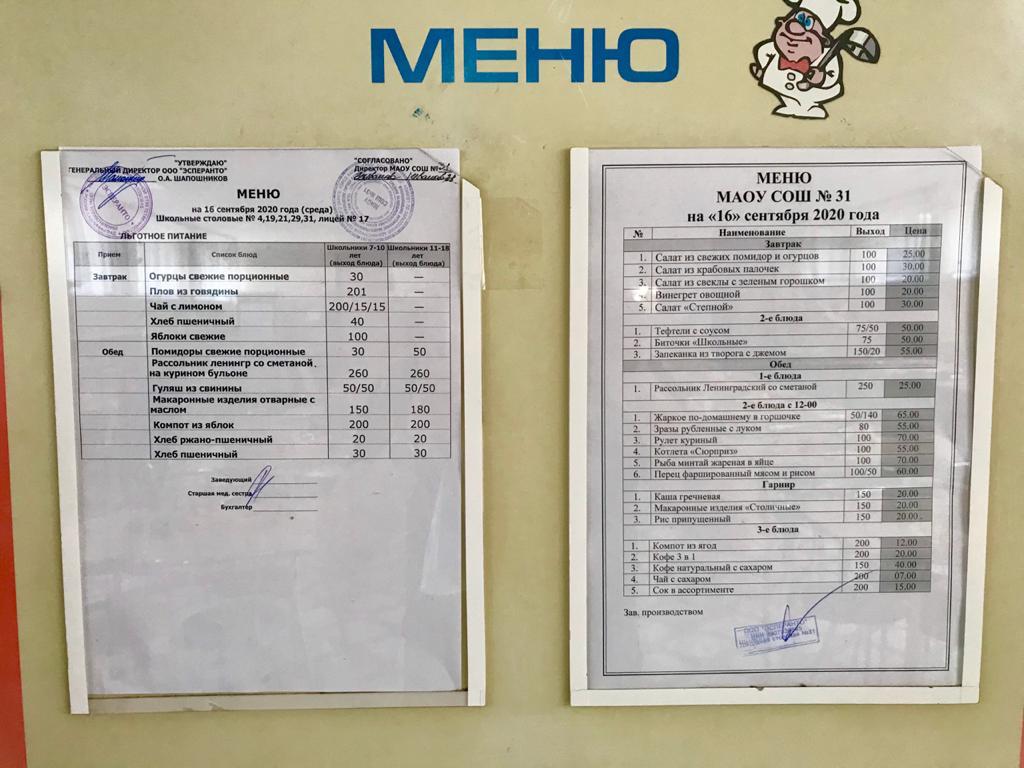 МЕНЮ
"УТВЕРЖДАЮ"
ГЕНЕРАЛЬНЫЙ ДИРЕКТОР ООО "ЭСПЕРАНТО"
О.А. ШАПОШНИКОВ
"СОГЛАСОВАНО"
Директор МАОУ СОШ №
МЕНЮ
на 16 сентября 2020 года (среда)
Школьные столовые № 4,19,21,29,31, лицей № 17
ЛЬГОТНОЕ ПИТАНИЕ
Прием Список блюд Школьники 7-10 лет (выход блюда) Школьники 11-18 лет (выход блюда)
Завтрак Огурцы свежие порционные 30 —
Плов из говядины 201 —
Чай с лимоном 200/15/15 —
Хлеб пшеничный 40 —
Яблоки свежие 100 —
Обед Помидоры свежие порционные 30 50
Рассольник ленингр со сметаной,
на курином бульоне 260 260
Гуляш из свинины 50/50 50/50
Макаронные изделия отварные с
маслом 150 180
Компот из яблок 200 200
Хлеб ржано-пшеничный 20 20
Хлеб пшеничный 30 30
Заведующий
Старшая мед. сестра
Бухгалтер
МЕНЮ
МАОУ СОШ № 31
на «16» сентября 2020 года
№ Наименование Выход Цена
Завтрак
1. Салат из свежих помидор и огурцов 100 25.00
2. Салат из крабовых палочек 100 30.00
3. Салат из свеклы с зеленым горошком 100 20.00
4. Винегрет овощной 100 20.00
5. Салат «Степной» 100 30.00
2-е блюда
1. Тефтели с соусом 75/50 50.00
2. Биточки «Школьные» 75 50.00
3. Запеканка из творога с джемом 150/20 55.00
Обед
1-е блюда
1. Рассольник Ленинградский со сметаной 250 25.00
2-е блюда с 12-00
1. Жаркое по-домашнему в горшочке 50/140 65.00
2. Зразы рубленные с луком 80 55.00
3. Рулет куриный 100 70.00
4. Котлета «Сюрприз» 100 55.00
5. Рыба минтай жареная в яйце 100 70.00
6. Перец фаршированный мясом и рисом 100/50 60.00
Гарнир
1. Каша гречневая 150 20.00
2. Макаронные изделия «Столичные» 150 20.00
3. Рис припущенный 150 20.00
3-е блюда
1. Компот из ягод 200 12.00
2. Кофе 3 в 1 200 20.00
3. Кофе натуральный с сахаром 150 40.00
4. Чай с сахаром 200 07.00
5. Сок в ассортименте 200 15.00
Зав. производством
ООО "ЭСПЕРАНТО"